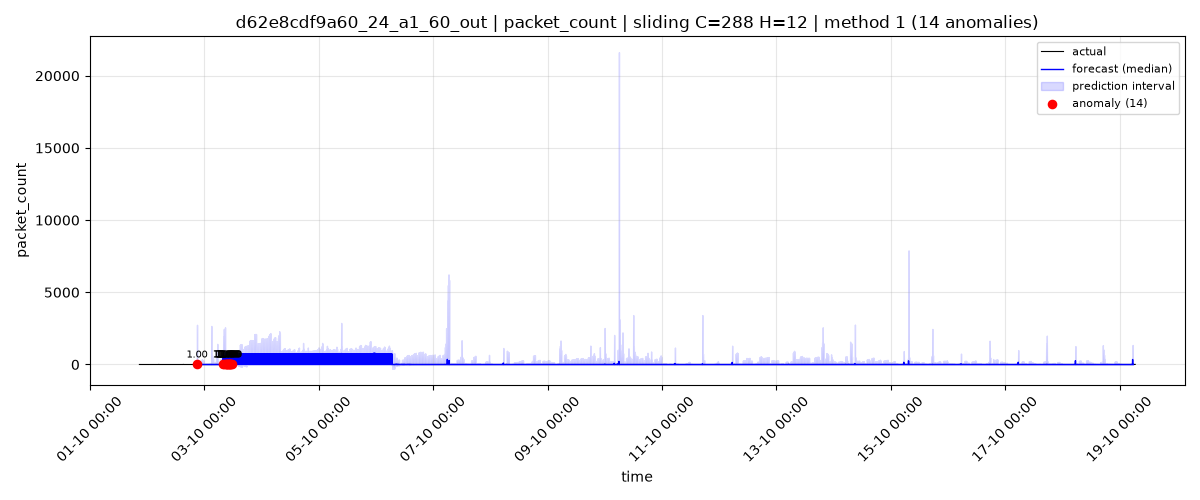 d62e8cdf9a60_24_a1_60_out | packet_count | sliding C=288 H=12 | method 1 (14 anomalies)
actual
forecast (median)
prediction interval
anomaly (14)
packet_count
20000
15000
10000
5000
0
1.00
01-10 00:00
03-10 00:00
05-10 00:00
07-10 00:00
09-10 00:00
11-10 00:00
13-10 00:00
15-10 00:00
17-10 00:00
19-10 00:00
time